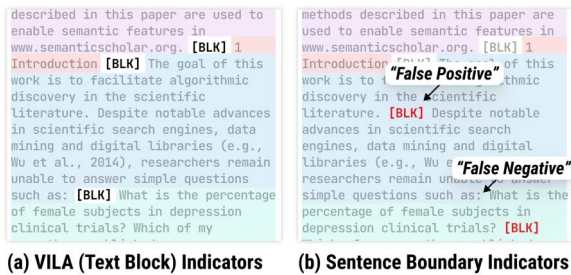 described in this paper are used to
enable semantic features in
www.semanticscholar.org. [BLK] 1
Introduction [BLK] The goal of this
work is to facilitate algorithmic
discovery in the scientific
literature. Despite notable advances
in scientific search engines, data
mining and digital libraries (e.g.,
Wu et al., 2014), researchers remain
unable to answer simple questions
such as: [BLK] What is the percentage
of female subjects in depression
clinical trials? Which of my
(a) VILA (Text Block) Indicators
methods described in this paper are
used to enable semantic features in
www.semanticscholar.org. [BLK] 1
Introduction [BLK] The goal of this
work is to facilitate algorithmic
"False Positive"
discovery in the scientific
literature. [BLK] Despite notable
advances in scientific search
engines, data mining and digital
libraries (e.g., Wu e
"False Negative"
researchers remain unable to answer
simple questions such as: What is the
percentage of female subjects in
depression clinical trials? [BLK]
(b) Sentence Boundary Indicators